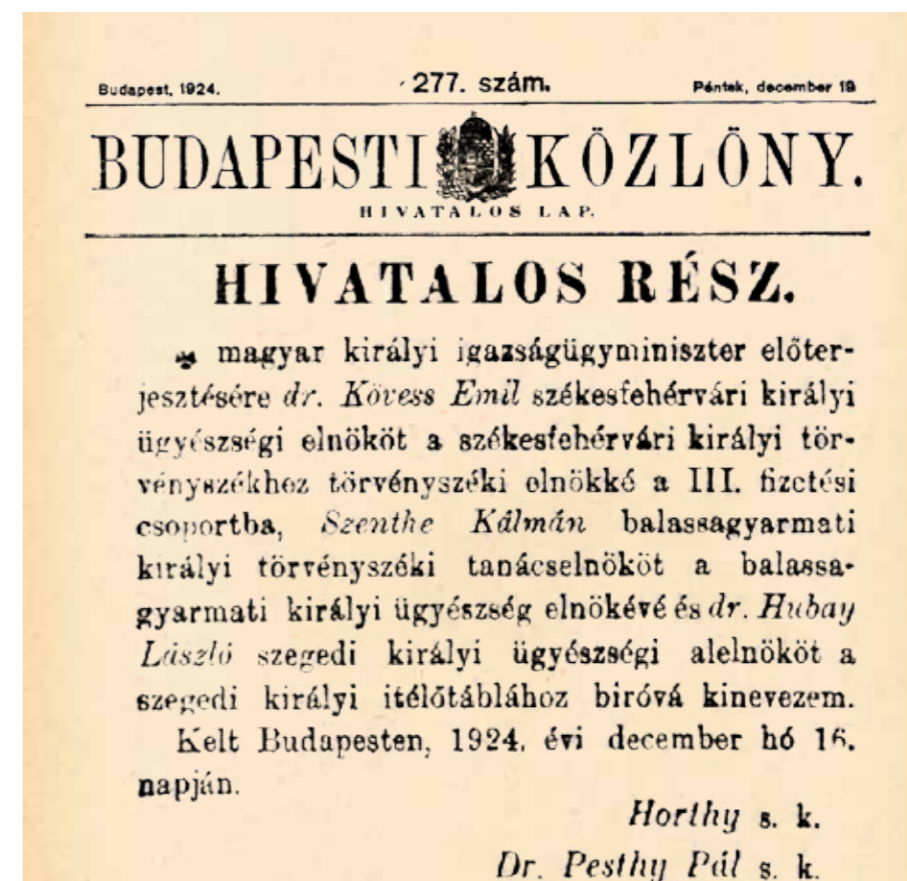 Budapest, 1924. 277. szám. Péntek, december 19
BUDAPESTI KÖZLÖNY.
HIVATALOS LAP.
HIVATALOS RÉSZ.
A magyar királyi igazságügyminiszter előter-
jesztésére dr. Kövess Emil székesfehérvári királyi
ügyészségi elnököt a székesfehérvári királyi tör-
vényszékhez törvényszéki elnökké a III. fizetési
csoportba, Szenthe Kálmán balassagyarmati
királyi törvényszéki tanácselnököt a balassa-
gyarmati királyi ügyészség elnökévé és dr. Hubay
László szegedi királyi ügyészségi alelnököt a
szegedi királyi itélőtáblához biróvá kinevezem.
Kelt Budapesten, 1924. évi december hó 16.
napján.
Horthy s. k.
Dr. Pesthy Pál s. k.